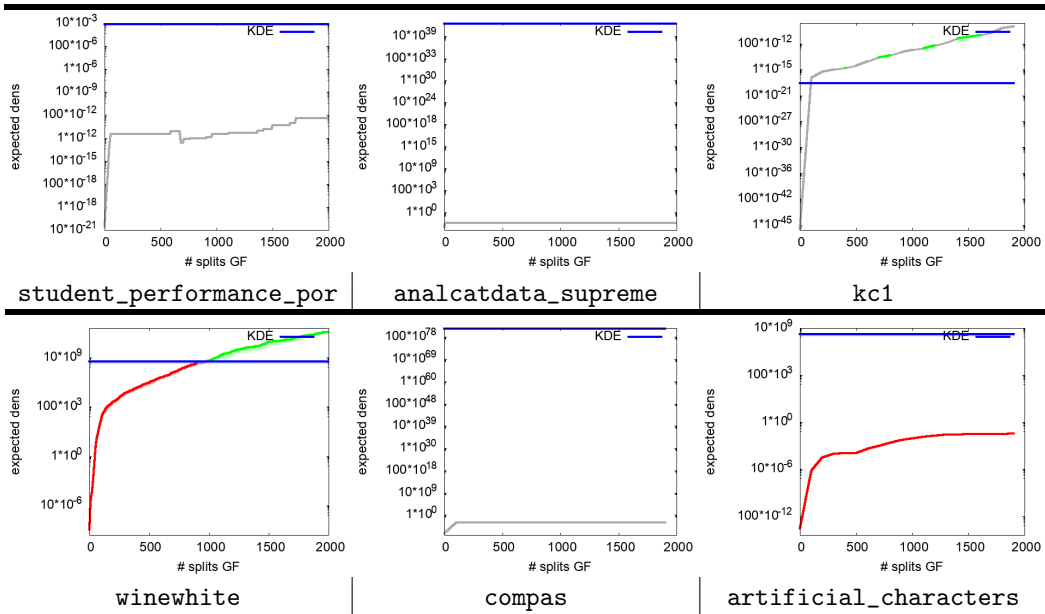 10*10^-3
100*10^-6
1*10^-6
10*10^-9
100*10^-12
1*10^-12
10*10^-15
100*10^-18
1*10^-18
10*10^-21
expected dens
KDE
0 500 1000 1500 2000
# splits GF
student_performance_por
10*10^39
100*10^33
1*10^30
10*10^24
100*10^18
1*10^15
10*10^9
100*10^3
1*10^0
expected dens
KDE
0 500 1000 1500 2000
# splits GF
analcatdata_supreme
100*10^-12
1*10^-15
10*10^-21
100*10^-27
1*10^-30
10*10^-36
100*10^-42
1*10^-45
expected dens
KDE
0 500 1000 1500 2000
# splits GF
kc1
10*10^9
100*10^3
1*10^0
10*10^-6
expected dens
KDE
0 500 1000 1500 2000
# splits GF
winewhite
100*10^78
10*10^69
1*10^60
100*10^48
10*10^39
1*10^30
100*10^18
10*10^9
1*10^0
expected dens
KDE
0 500 1000 1500 2000
# splits GF
compas
10*10^9
100*10^3
1*10^0
10*10^-6
100*10^-12
expected dens
KDE
0 500 1000 1500 2000
# splits GF
artificial_characters